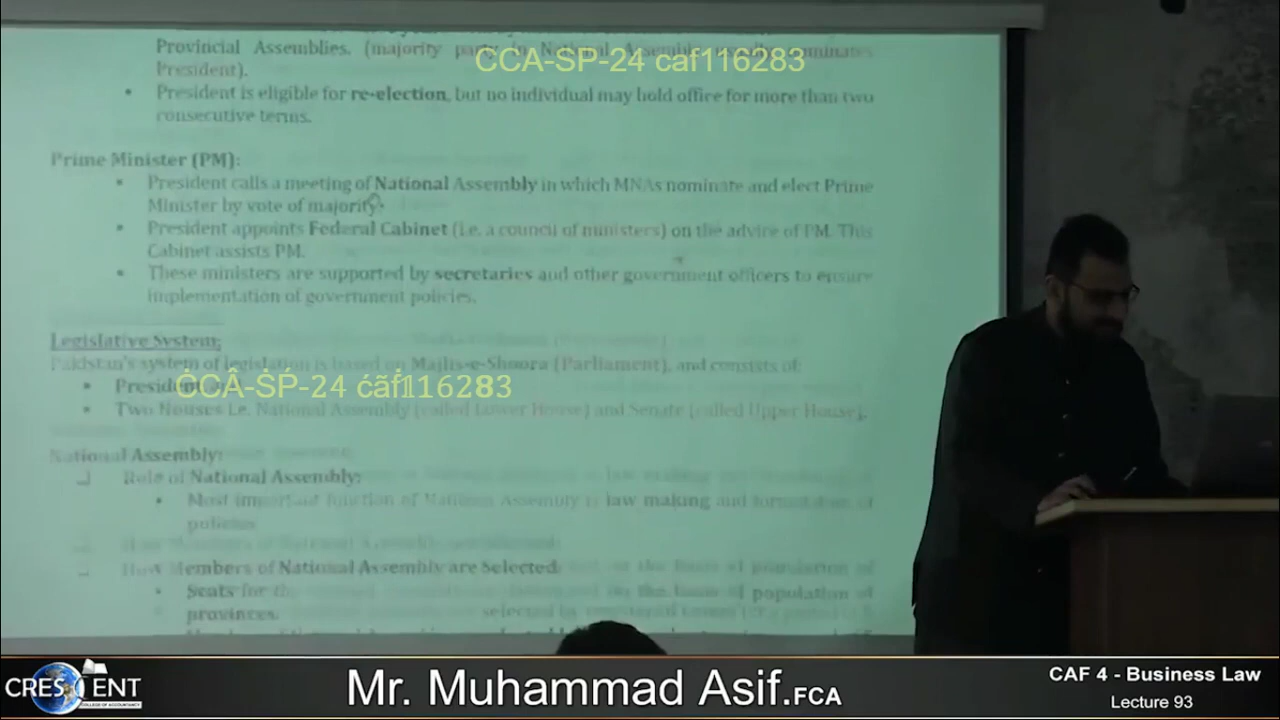 Provincial Assemblies. (majority party in National Assembly usually nominates
CCA-SP-24 caf116283
President).
President is eligible for re-election, but no individual may hold office for more than two
consecutive terms.
Prime Minister (PM):
President calls a meeting of National Assembly in which MNAs nominate and elect Prime
Minister by vote of majority.
President appoints Federal Cabinet (i.e. a council of ministers) on the advice of PM. This
Cabinet assists PM.
These ministers are supported by secretaries and other government officers to ensure
implementation of government policies.
Legislative System:
Pakistan's system of legislation is based on Majlis-e-Shoora (Parliament), and consists of:
President
CCA-SP-24 caf116283
Two Houses i.e. National Assembly (called Lower House) and Senate (called Upper House).
National Assembly:
Role of National Assembly:
Most important function of National Assembly is law making and formation of
policies
How Members of National Assembly are Selected
Seats for the on the basis of population of
provinces.
CRESCENT
COLLEGE OF ACCOUNTANCY
Mr. Muhammad Asif.FCA
CAF 4 - Business Law
Lecture 93